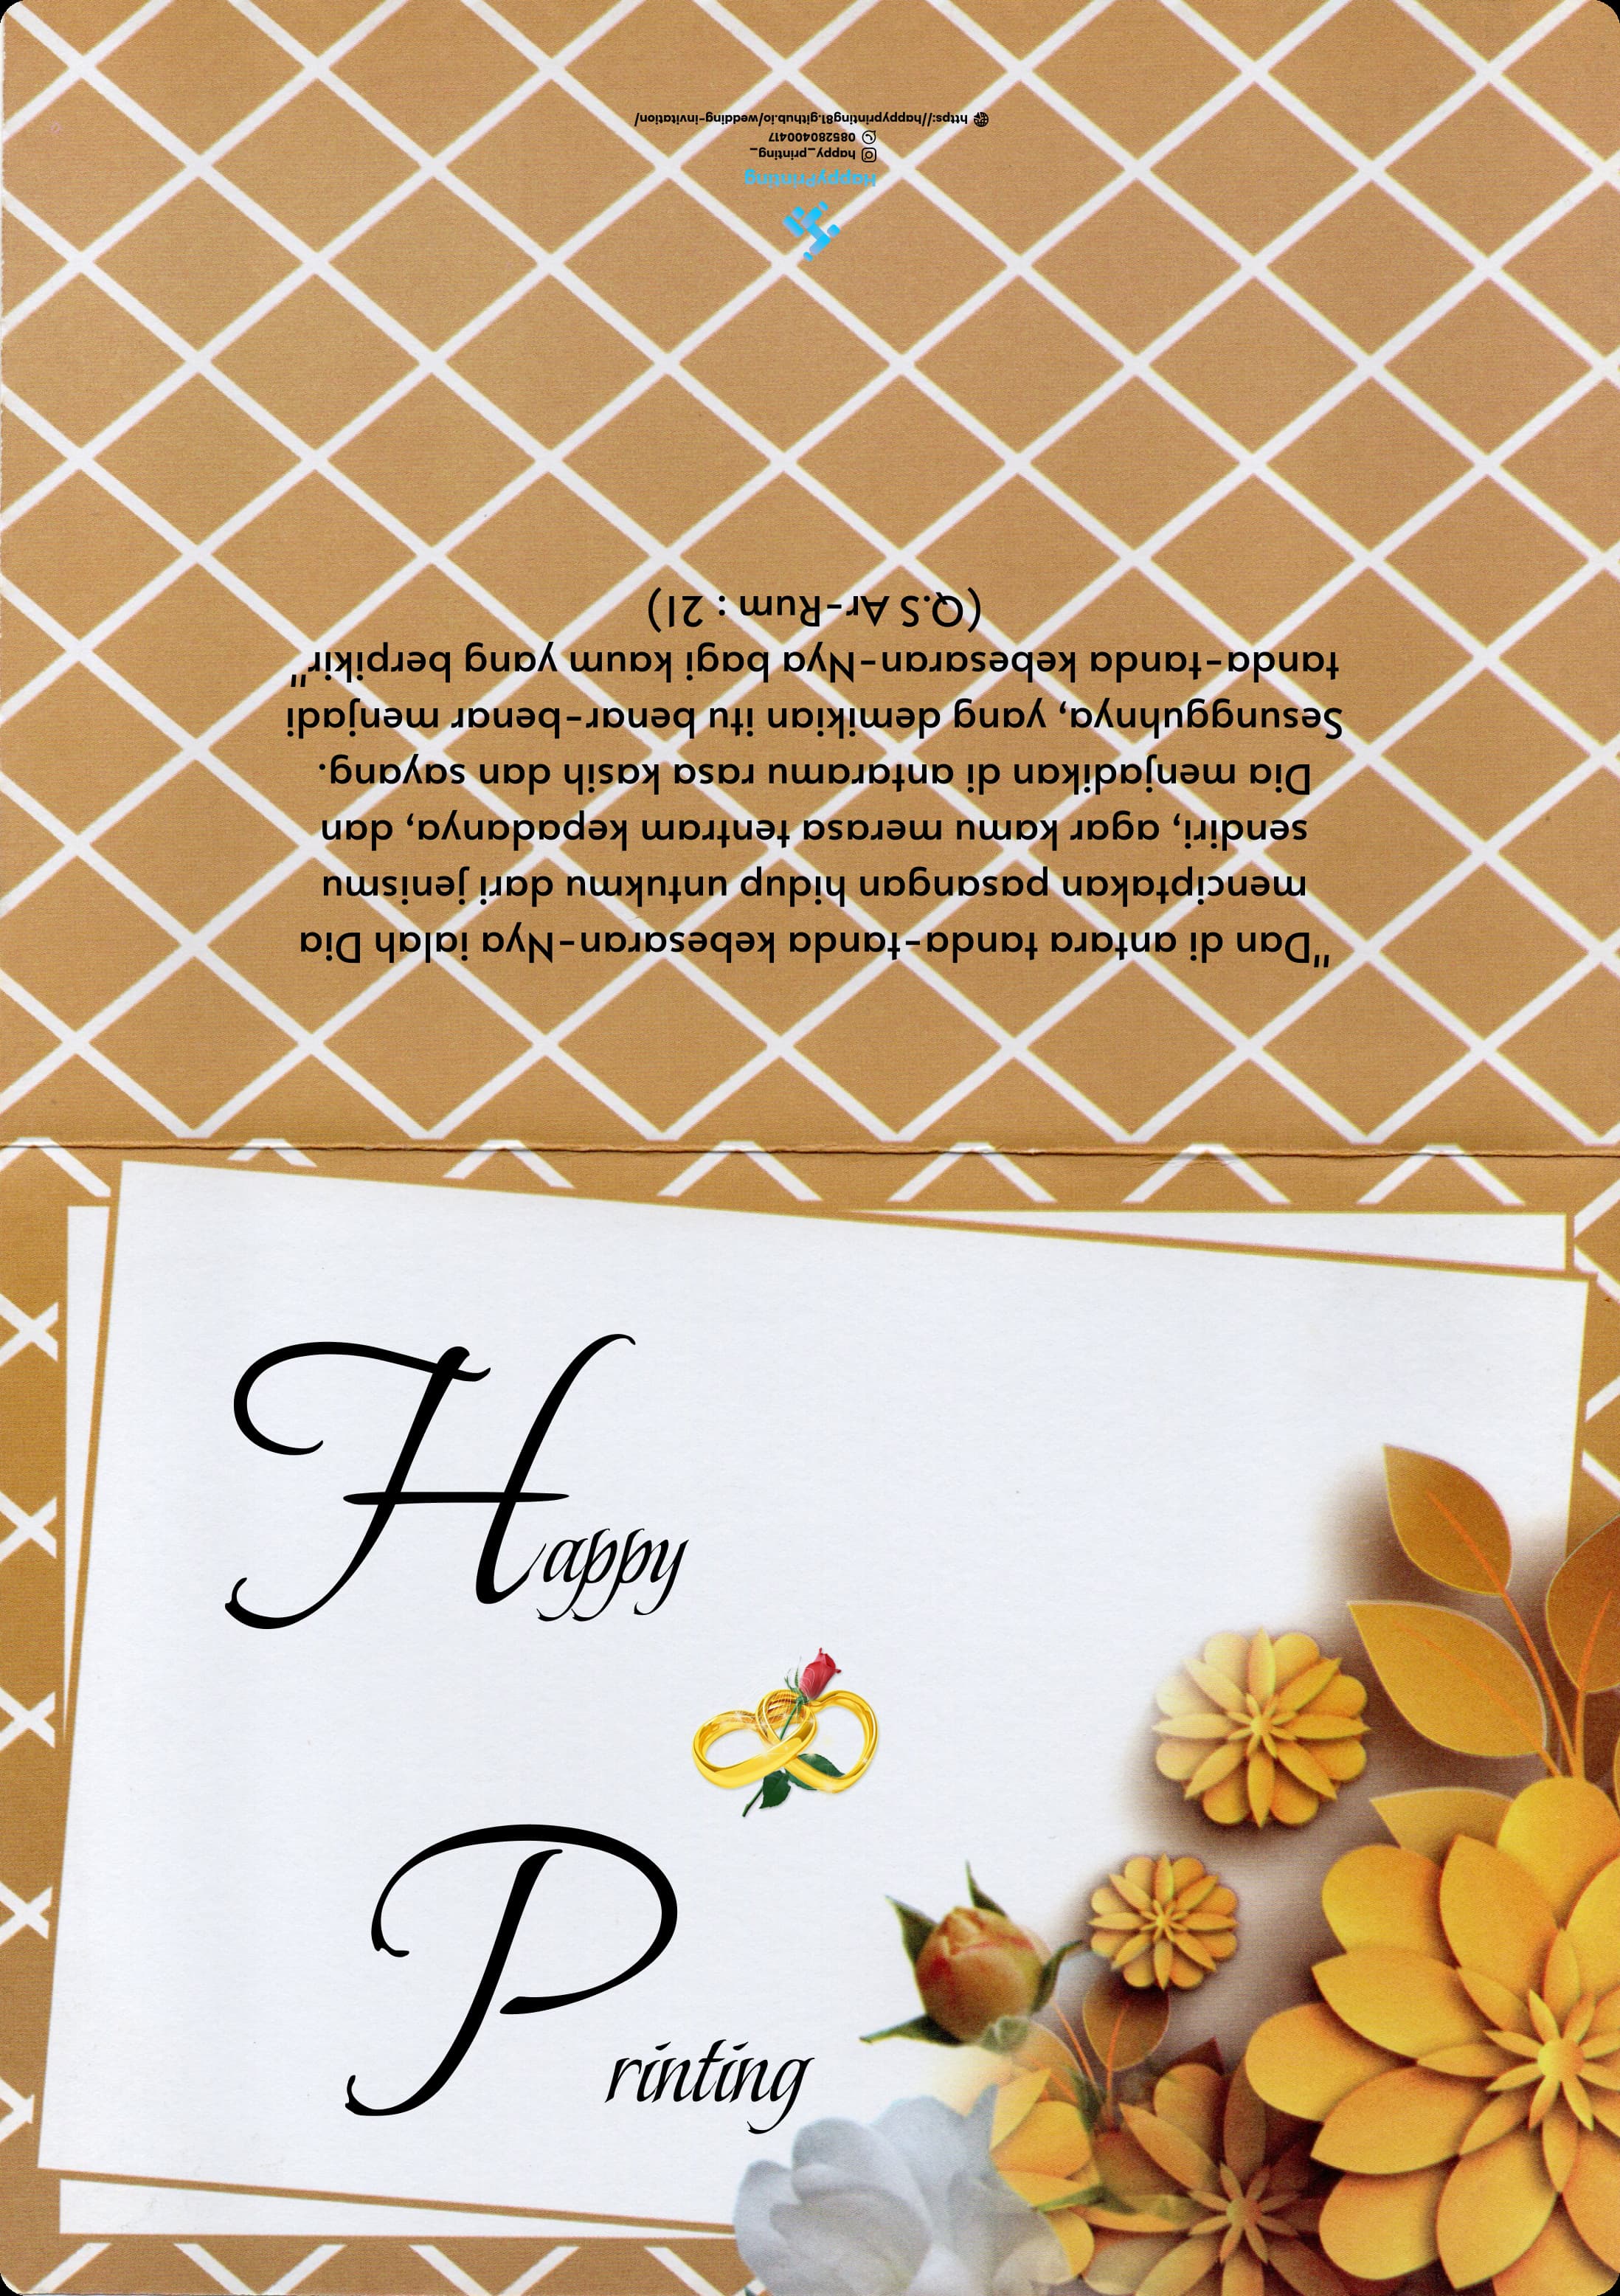 "Dan di antara tanda-tanda kebesaran-Nya ialah Dia
menciptakan pasangan hidup untukmu dari jenismu
sendiri, agar kamu merasa tentram kepadanya, dan
Dia menjadikan di antaramu rasa kasih dan sayang.
Sesungguhnya, yang demikian itu benar-benar menjadi
tanda-tanda kebesaran-Nya bagi kaum yang berpikir"
(Q.S Ar-Rum : 21)
HappyPrinting
happy_printing_
085280400417
https://happyprinting81.github.io/wedding-invitation/
Happy
Printing